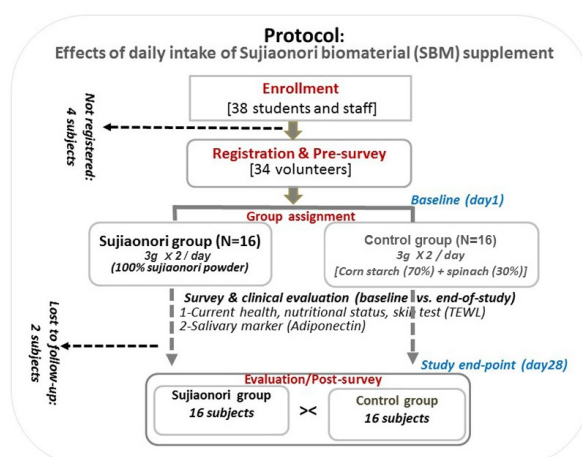 Protocol:
Effects of daily intake of Sujiaonori biomaterial (SBM) supplement
Enrollment
[38 students and staff]
Not registered:
4 subjects
Registration & Pre-survey
[34 volunteers]
Baseline (day1)
Group assignment
Sujiaonori group (N=16)
3g X 2/day
(100% sujiaonori powder)
Control group (N=16)
3g X 2/day
[Corn starch (70%) + spinach (30%)]
Survey & clinical evaluation (baseline vs. end-of-study)
1-Current health, nutritional status, skin test (TEWL)
2-Salivary marker (Adiponectin)
Lost to follow-up:
2 subjects
Study end-point (day28)
Evaluation/Post-survey
Sujiaonori group
16 subjects
><
Control group
16 subjects